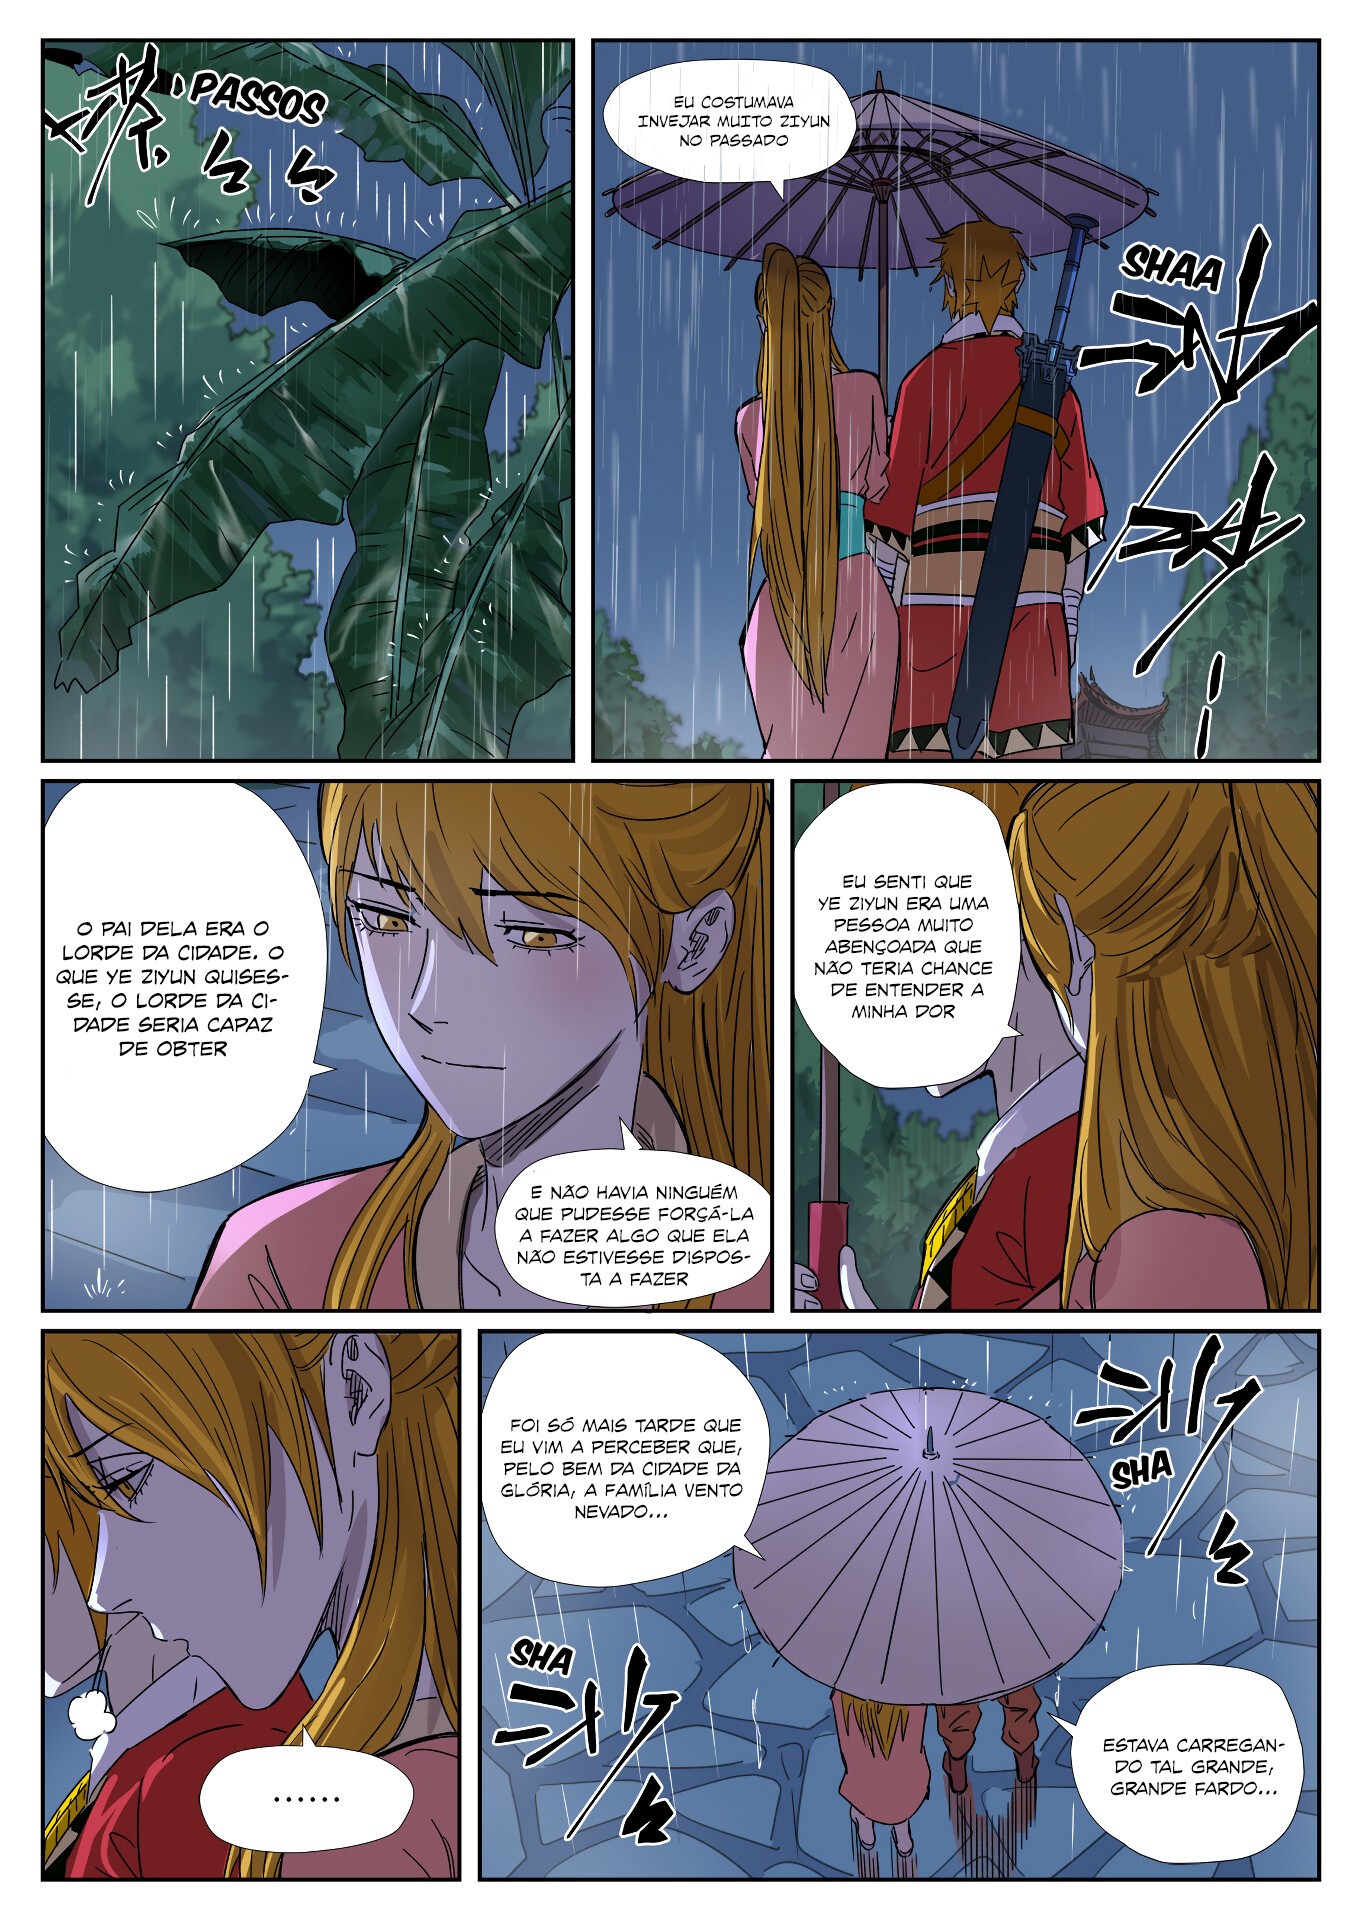 PASSOS
EU COSTUMAVA
INVEJAR MUITO ZIYUN
NO PASSADO
SHAA
O PAI DELA ERA O
LORDE DA CIDADE. O
QUE YE ZIYUN QUISES-
SE, O LORDE DA CI-
DADE SERIA CAPAZ
DE OBTER
E NÃO HAVIA NINGUÉM
QUE PUDESSE FORÇÁ-LA
A FAZER ALGO QUE ELA
NÃO ESTIVESSE DISPOS-
TA A FAZER
EU SENTI QUE
YE ZIYUN ERA UMA
PESSOA MUITO
ABENÇOADA QUE
NÃO TERIA CHANCE
DE ENTENDER A
MINHA DOR
......
FOI SÓ MAIS TARDE QUE
EU VIM A PERCEBER QUE,
PELO BEM DA CIDADE DA
GLÓRIA, A FAMÍLIA VENTO
NEVADO...
SHA
SHA
ESTAVA CARREGAN-
DO TAL GRANDE,
GRANDE FARDO...